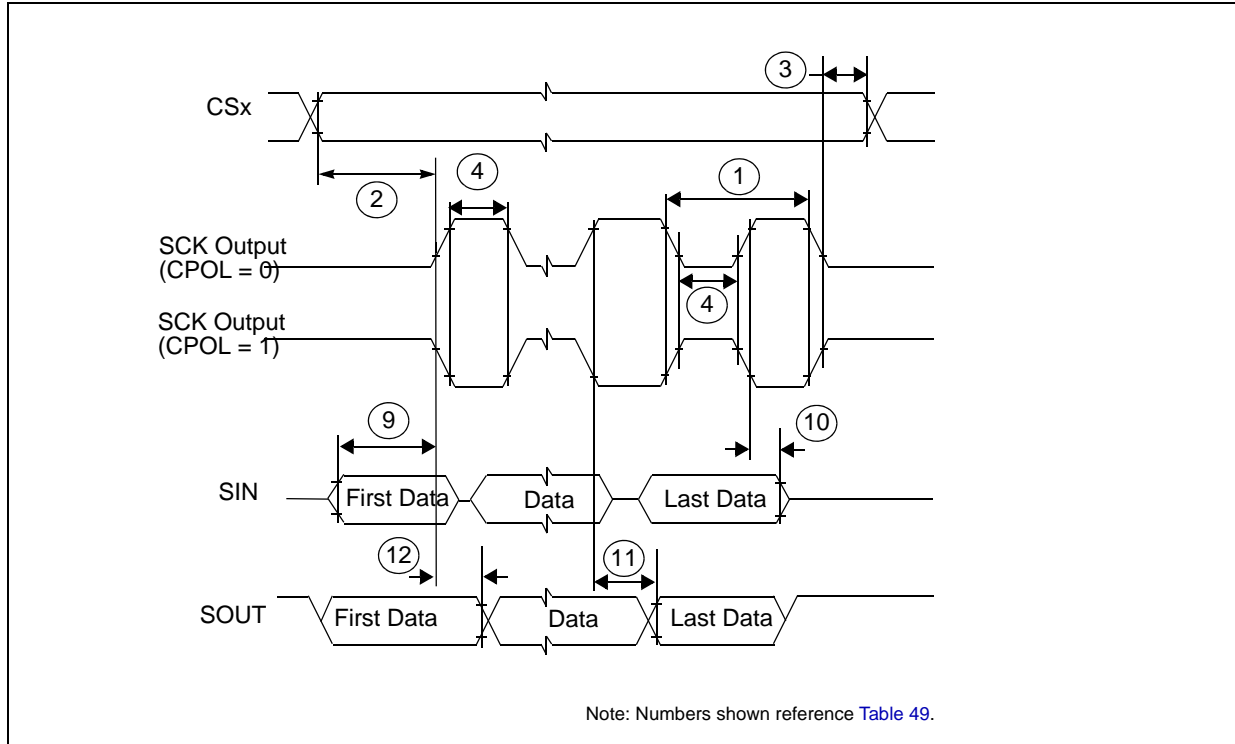 3
CSx
2
4
1
SCK Output
(CPOL = 0)
4
SCK Output
(CPOL = 1)
9
10
SIN
First Data
Data
Last Data
12
11
SOUT
First Data
Data
Last Data
Note: Numbers shown reference Table 49.